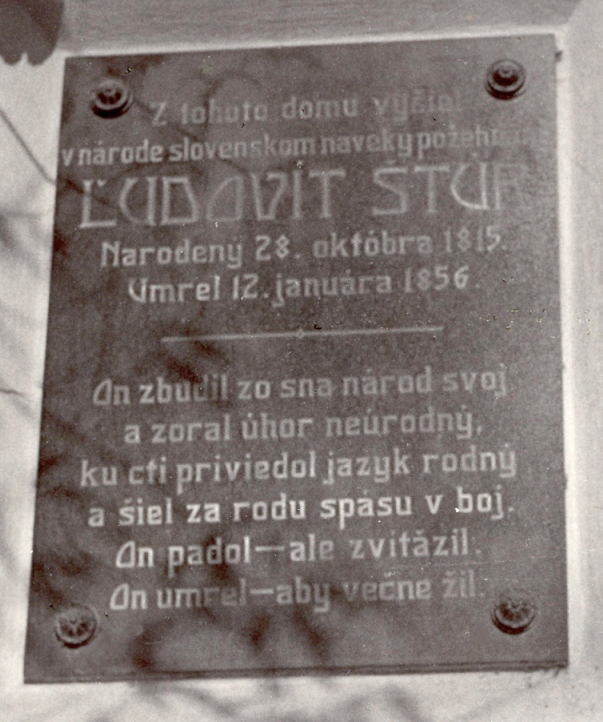 Z tohoto domu vyšiel
v národe slovenskom naveky požehnaný
ĽUDOVÍT ŠTÚR
Narodený 28. októbra 1815.
Umrel 12. januára 1856.
On zbudil zo sna národ svoj
a zoral úhor neúrodný,
ku cti priviedol jazyk rodný
a šiel za rodu spásu v boj.
On padol—ale zvíťazil.
On umrel—aby večne žil.